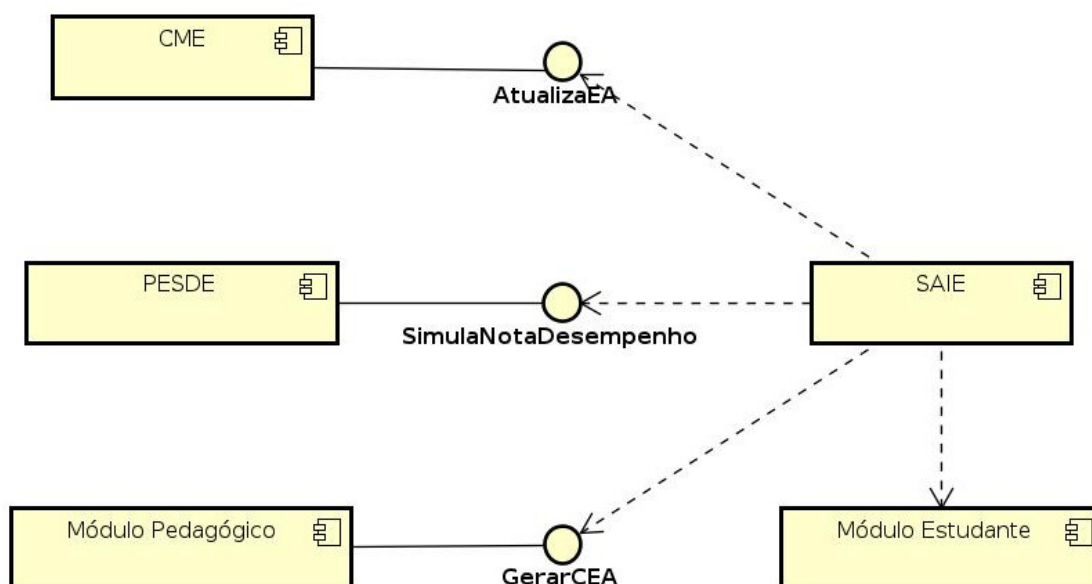 CME
AtualizaEA
PESDE
SAIE
SimulaNotaDesempenho
Módulo Pedagógico
Módulo Estudante
GerarCEA